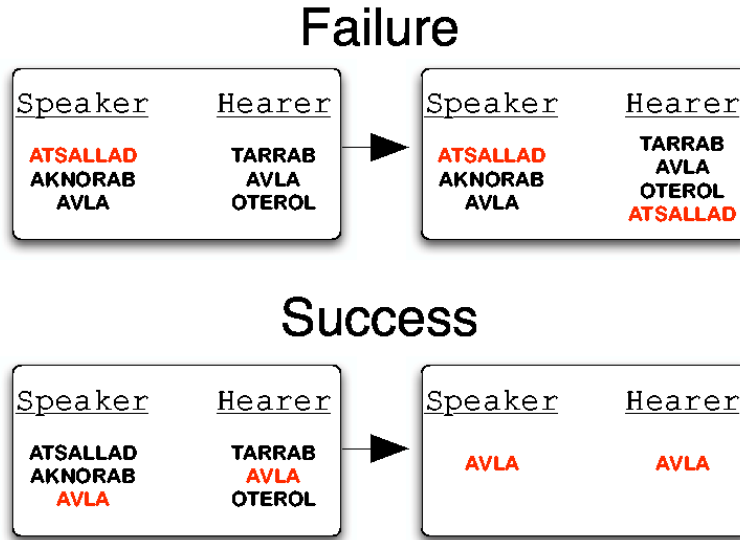 Failure
Speaker Hearer
ATSALLAD TARRAB
AKNORAB AVLA
AVLA OTEROL
Speaker Hearer
ATSALLAD TARRAB
AKNORAB AVLA
AVLA OTEROL
ATSALLAD
Success
Speaker Hearer
ATSALLAD TARRAB
AKNORAB AVLA
AVLA OTEROL
Speaker Hearer
AVLA AVLA